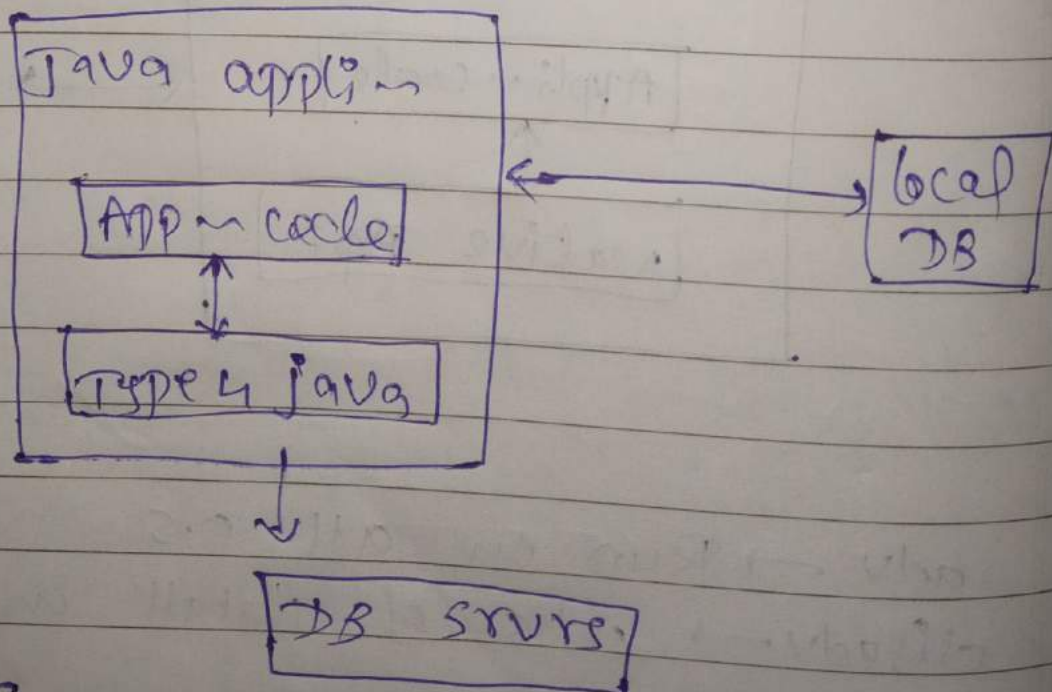 Java appli~
App~ code
Type 4 java
local
DB
DB srvrs